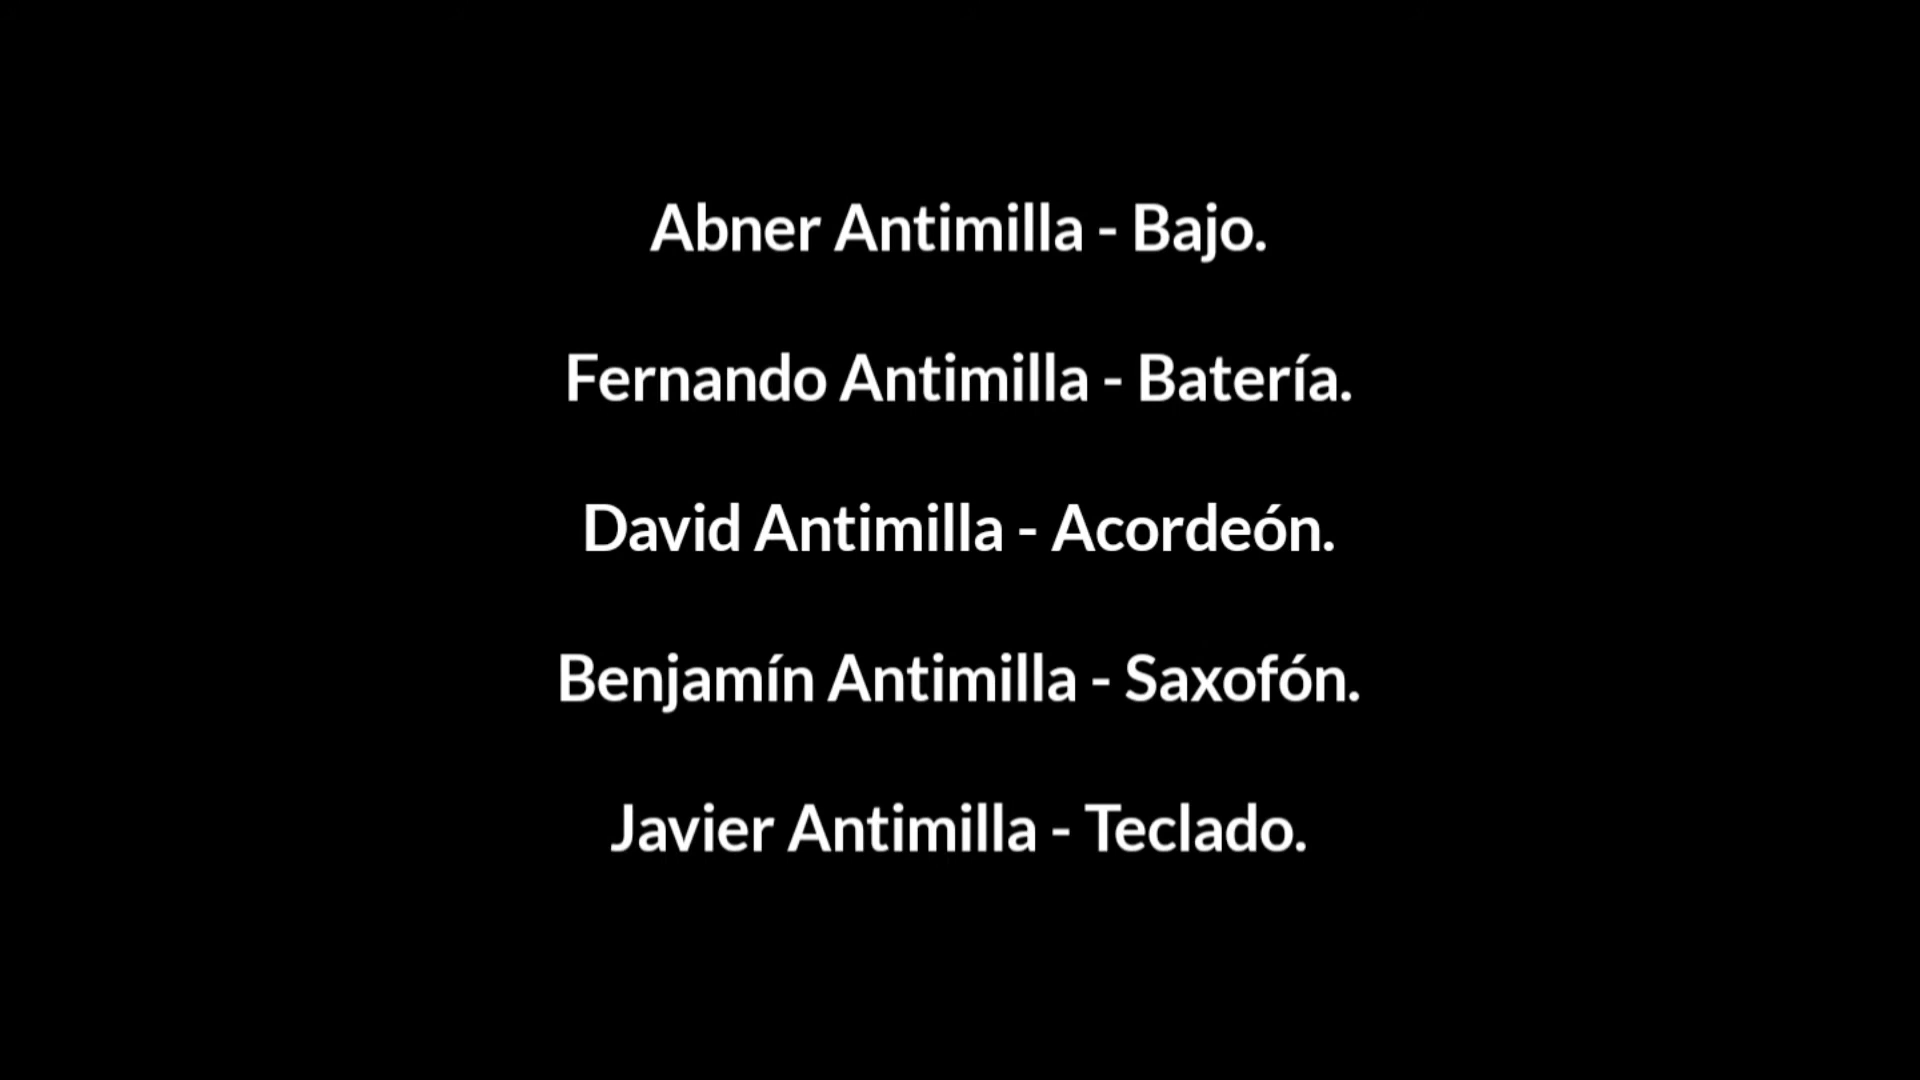 Abner Antimilla - Bajo.
Fernando Antimilla - Batería.
David Antimilla - Acordeón.
Benjamín Antimilla - Saxofón.
Javier Antimilla - Teclado.